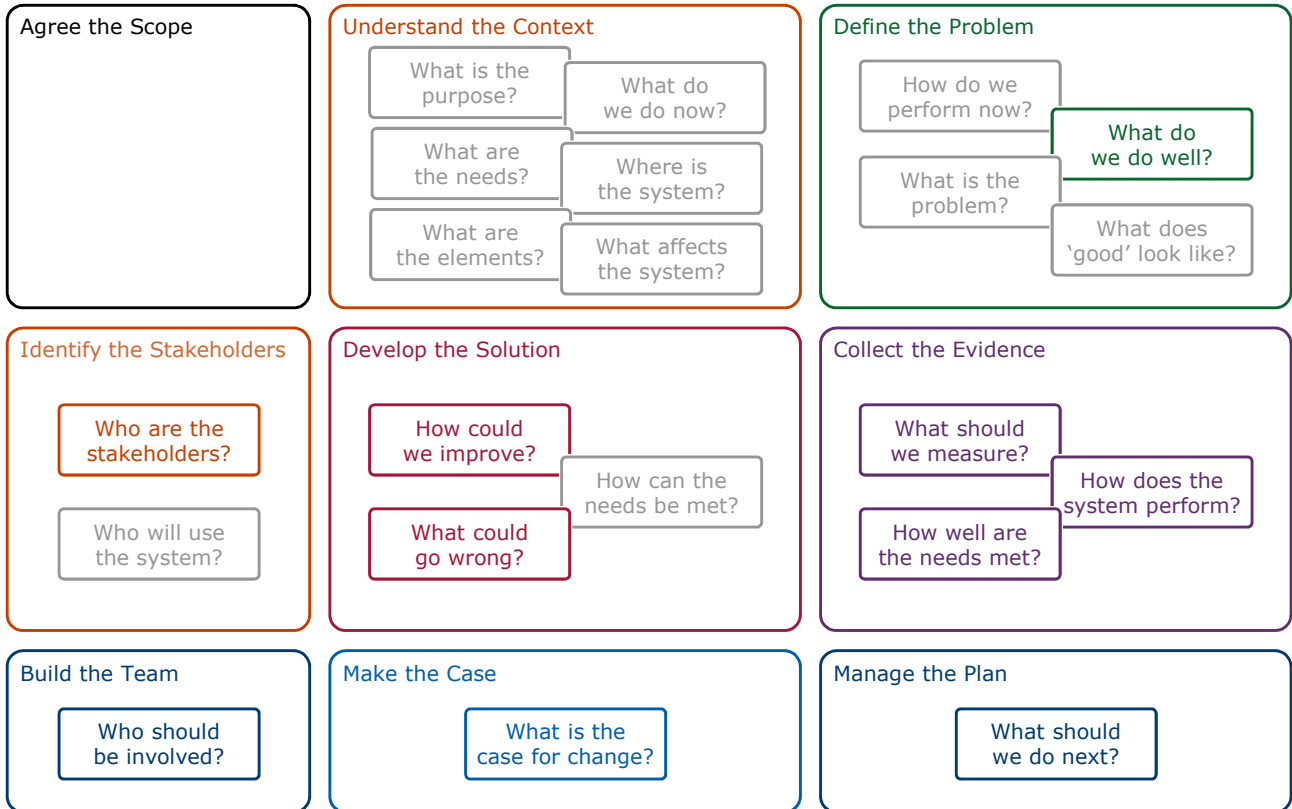 Agree the Scope
Understand the Context
What is the
purpose?
What do
we do now?
What are
the needs?
Where is
the system?
What are
the elements?
What affects
the system?
Define the Problem
How do we
perform now?
What do
we do well?
What is the
problem?
What does
‘good’ look like?
Identify the Stakeholders
Who are the
stakeholders?
Who will use
the system?
Develop the Solution
How could
we improve?
How can the
needs be met?
What could
go wrong?
Collect the Evidence
What should
we measure?
How does the
system perform?
How well are
the needs met?
Build the Team
Who should
be involved?
Make the Case
What is the
case for change?
Manage the Plan
What should
we do next?